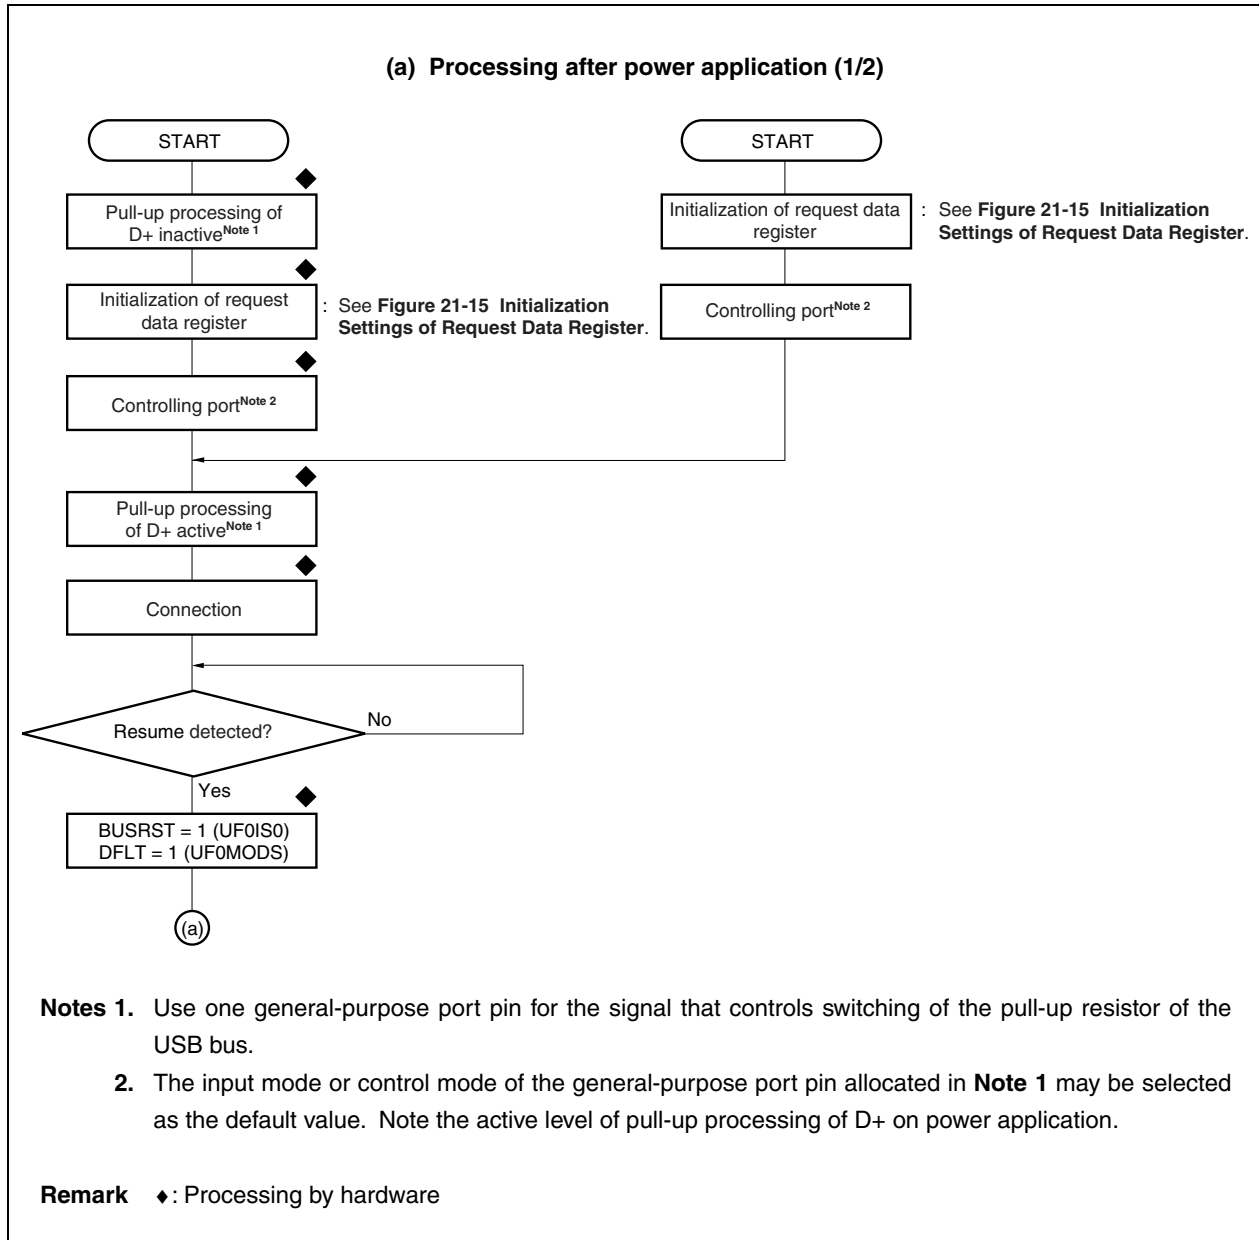 (a) Processing after power application (1/2)
START
Pull-up processing of
D+ inactiveNote 1
Initialization of request
data register
: See Figure 21-15 Initialization
Settings of Request Data Register.
Controlling portNote 2
START
Initialization of request data
register
: See Figure 21-15 Initialization
Settings of Request Data Register.
Controlling portNote 2
Pull-up processing
of D+ activeNote 1
Connection
Resume detected?
No
Yes
BUSRST = 1 (UF0IS0)
DFLT = 1 (UF0MODS)
(a)
Notes 1. Use one general-purpose port pin for the signal that controls switching of the pull-up resistor of the
USB bus.
2. The input mode or control mode of the general-purpose port pin allocated in Note 1 may be selected
as the default value. Note the active level of pull-up processing of D+ on power application.
Remark ♦: Processing by hardware